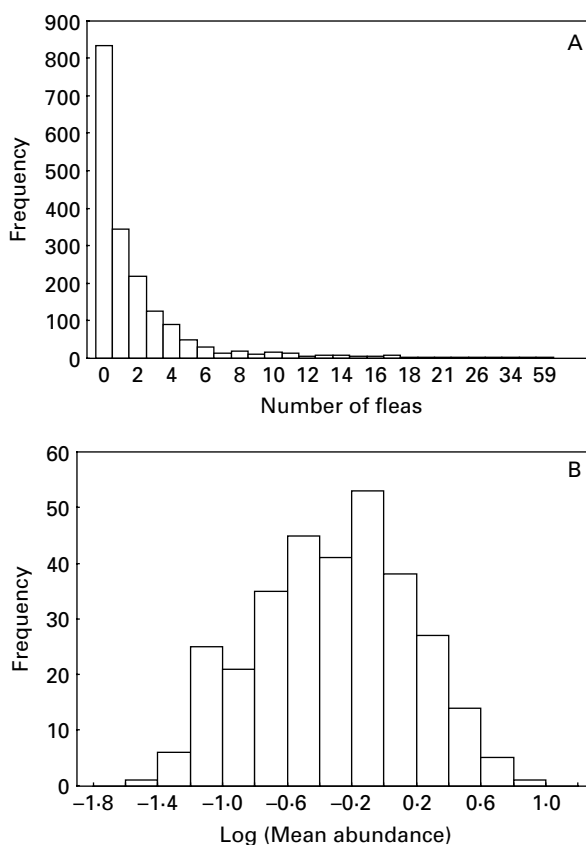 A
900
800
700
600
500
400
300
200
100
0
Frequency
0 2 4 6 8 10 12 14 16 18 21 26 34 59
Number of fleas
B
60
50
40
30
20
10
0
Frequency
−1·8 −1·4 −1·0 −0·6 −0·2 0·2 0·6 1·0
Log (Mean abundance)